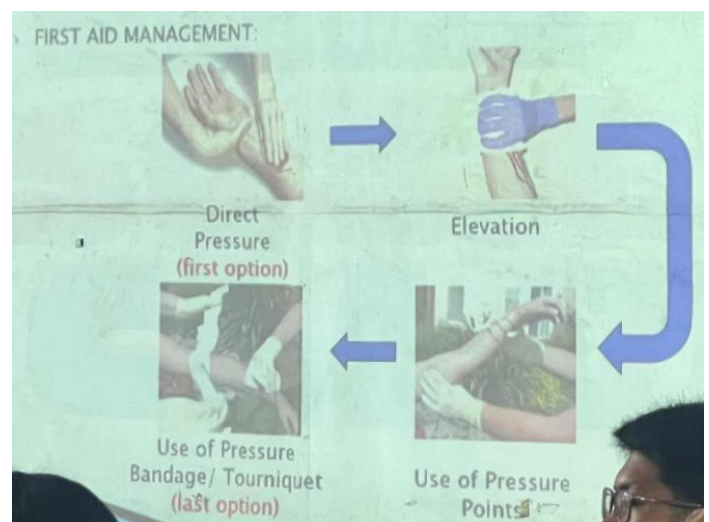 FIRST AID MANAGEMENT:
Direct
Pressure
(first option)
Elevation
Use of Pressure
Bandage/ Tourniquet
(last option)
Use of Pressure
Points